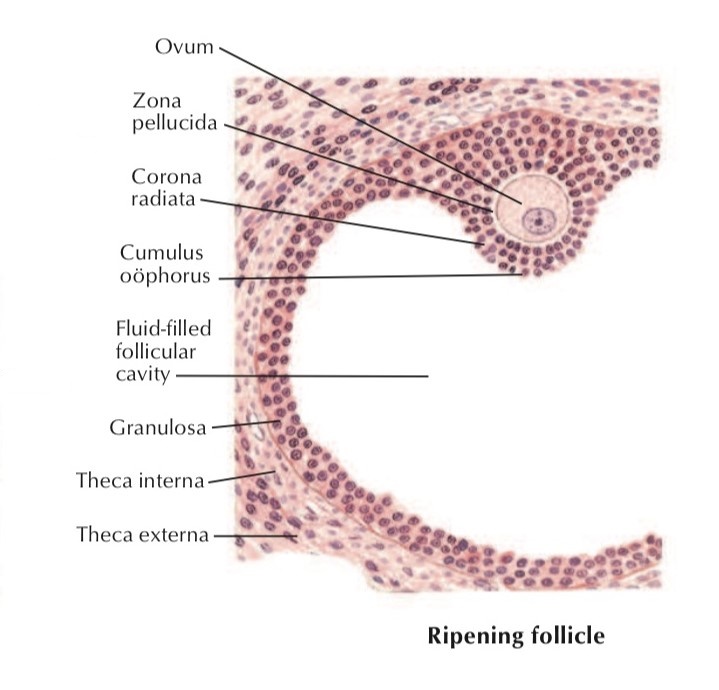 Ovum
Zona
pellucida
Corona
radiata
Cumulus
oöphorus
Fluid-filled
follicular
cavity
Granulosa
Theca interna
Theca externa
Ripening follicle